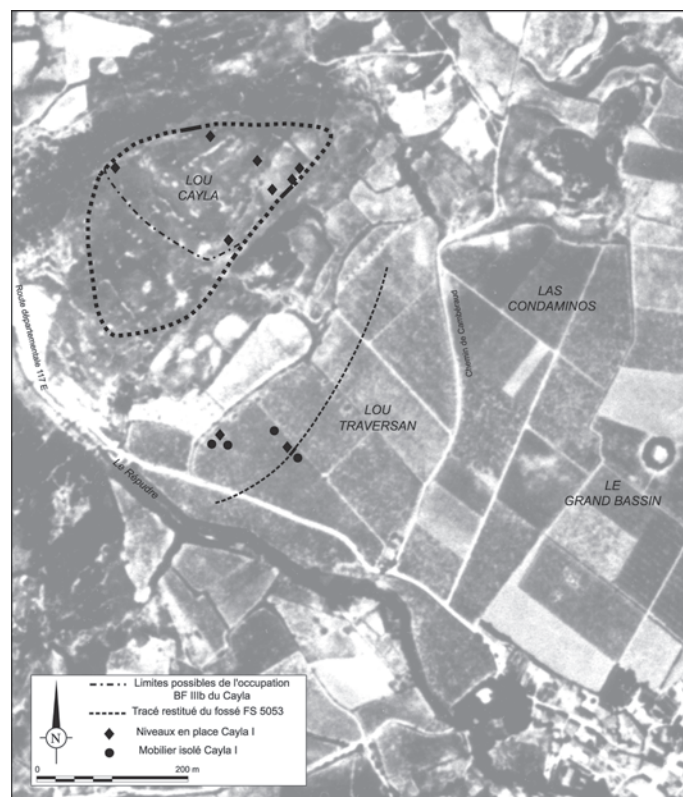 LOU
CAYLA
LAS
CONDAMINOS
Route départementale 117 E
Chemin de Cambéraud
LOU
TRAVERSAN
Le Répudre
LE
GRAND BASSIN
Limites possibles de l'occupation
BF IIIb du Cayla
Tracé restitué du fossé FS 5053
Niveaux en place Cayla I
Mobilier isolé Cayla I
N
0
200 m